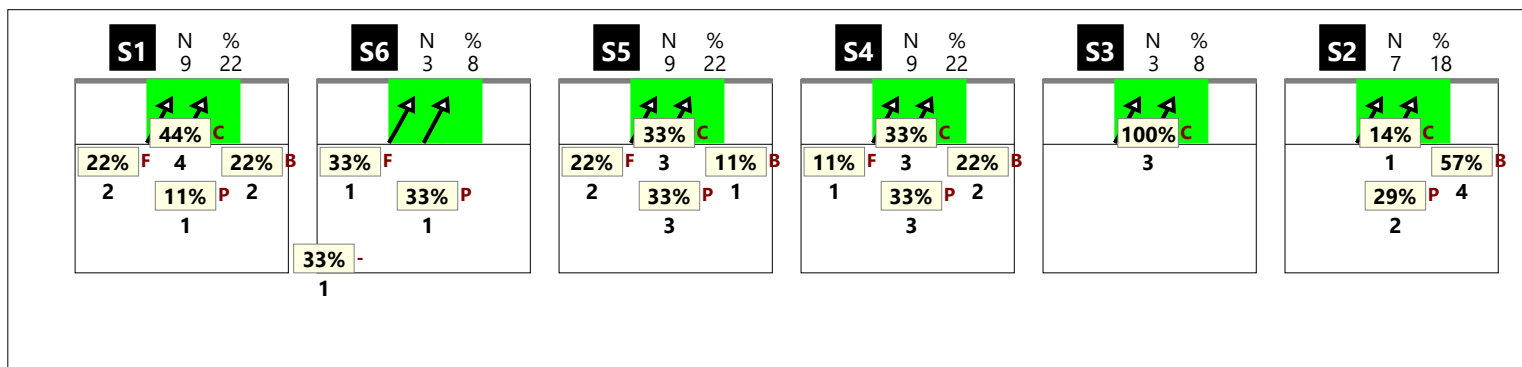 S1 N % S6 N % S5 N % S4 N % S3 N % S2 N %
9 22 3 8 9 22 9 22 3 8 7 18
44% C 33% C 33% C 100% C 14% C
22% F 4 22% B 33% F 22% F 3 11% B 11% F 3 22% B 3 1 57% B
2 11% P 2 1 33% P 2 33% P 1 1 33% P 2 29% P 4
1 1 3 3 2
33% -
1